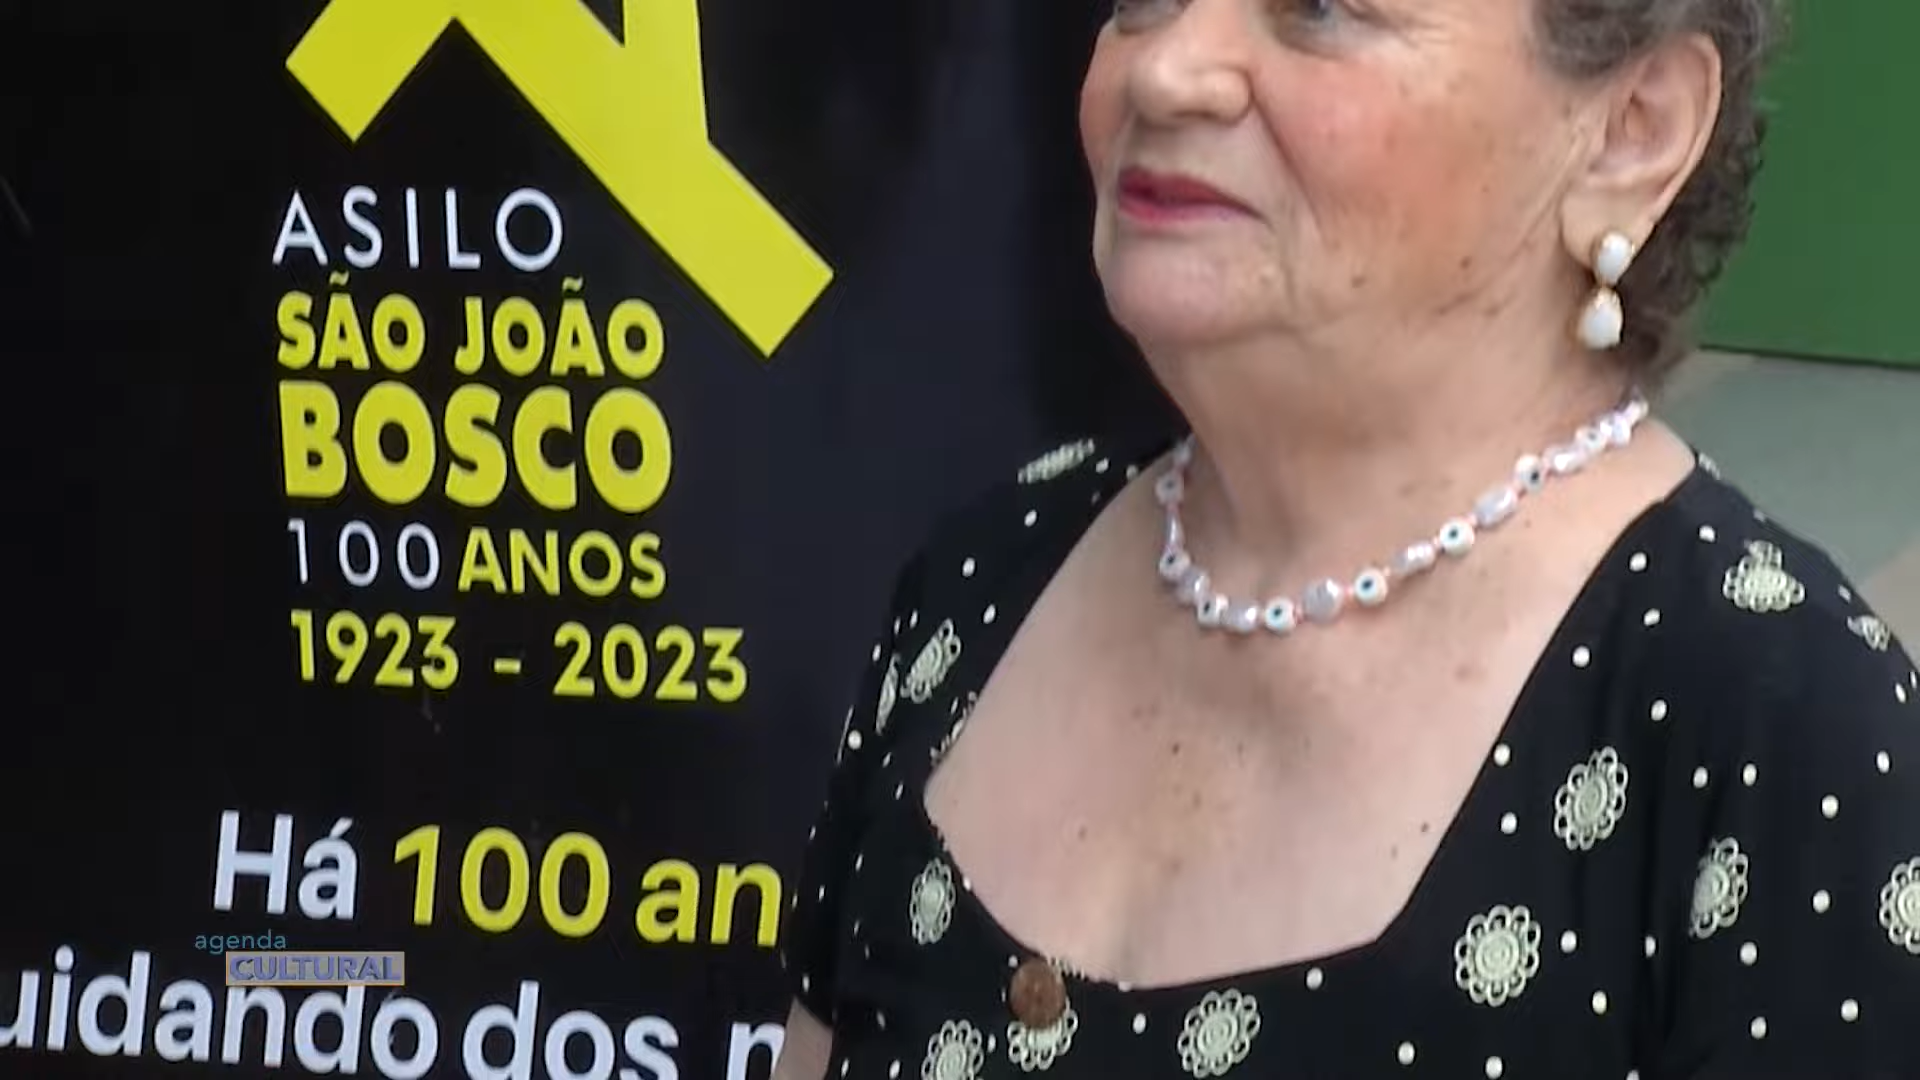 ASILO
SÃO JOÃO
BOSCO
100 ANOS
1923 - 2023
Há 100 an
agenda
CULTURAL
uidando dos